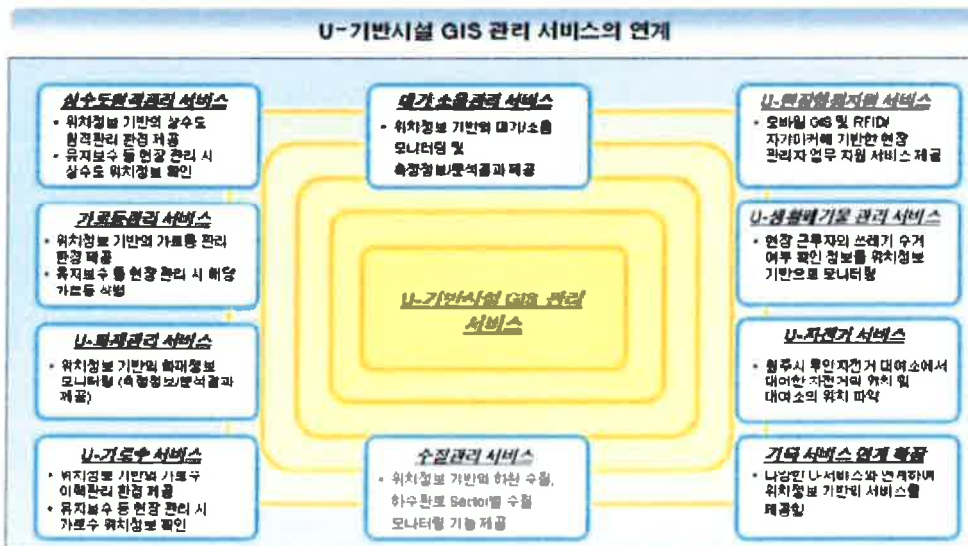 U-기반시설 GIS 관리 서비스의 연계
상수도원격관리 서비스
• 위치정보 기반의 상수도
원격관리 환경 제공
• 유지보수 등 현장 관리 시
상수도 위치정보 확인
대기소음관리 서비스
• 위치정보 기반의 대기/소음
모니터링 및
측정정보/분석결과 제공
U-현장행정지원 서비스
• 모바일 GIS 및 RFID/
자가마커에 기반한 현장
관리자 업무 지원 서비스 제공
가로등관리 서비스
• 위치정보 기반의 가로등 관리
환경 제공
• 유지보수 등 현장 관리 시 해당
가로등 식별
U-생활폐기물 관리 서비스
• 현장 근무자의 쓰레기 수거
여부 확인 정보를 위치정보
기반으로 모니터링
U-기반시설 GIS 관리
서비스
U-화재관리 서비스
• 위치정보 기반의 화재정보
모니터링 (측정정보/분석결과
제공)
U-자전거 서비스
• 원주시 무인자전거 대여소에서
대여한 자전거의 위치 및
대여소의 위치 파악
U-가로수 서비스
• 위치정보 기반의 가로수
이력관리 환경 제공
• 유지보수 등 현장 관리 시
가로수 위치정보 확인
수질관리 서비스
• 위치정보 기반의 하천 수질,
하수관로 Sector별 수질
모니터링 기능 제공
기타 서비스 연계 확장
• 다양한 U-서비스와 연계하여
위치정보 기반의 서비스를
제공함